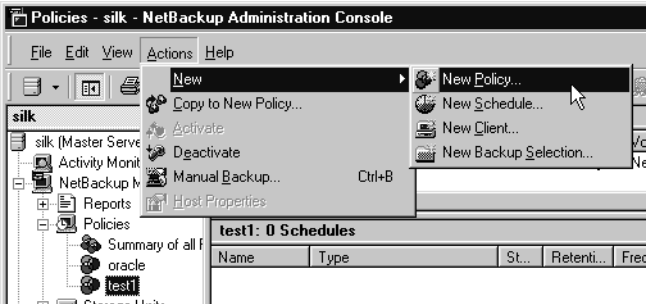 Policies - silk - NetBackup Administration Console
File Edit View Actions Help
New
Copy to New Policy...
Activate
Deactivate
Manual Backup... Ctrl+B
Host Properties
New Policy...
New Schedule...
New Client...
New Backup Selection...
silk
silk (Master Serve
Activity Monit
NetBackup M
Reports
Policies
Summary of all
oracle
test1
test1: 0 Schedules
Name Type St... Retenti... Fred